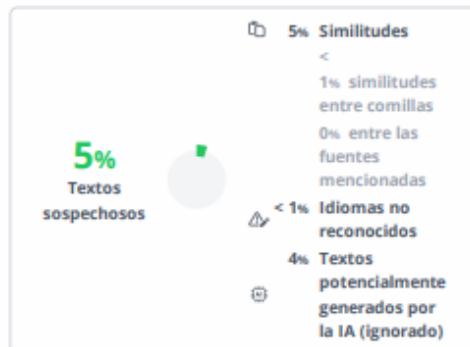 5% Textos
sospechosos
5% Similitudes
<
1% similitudes
entre comillas
0% entre las
fuentes
mencionadas
< 1% Idiomas no
reconocidos
4% Textos
potencialmente
generados por
la IA (ignorado)